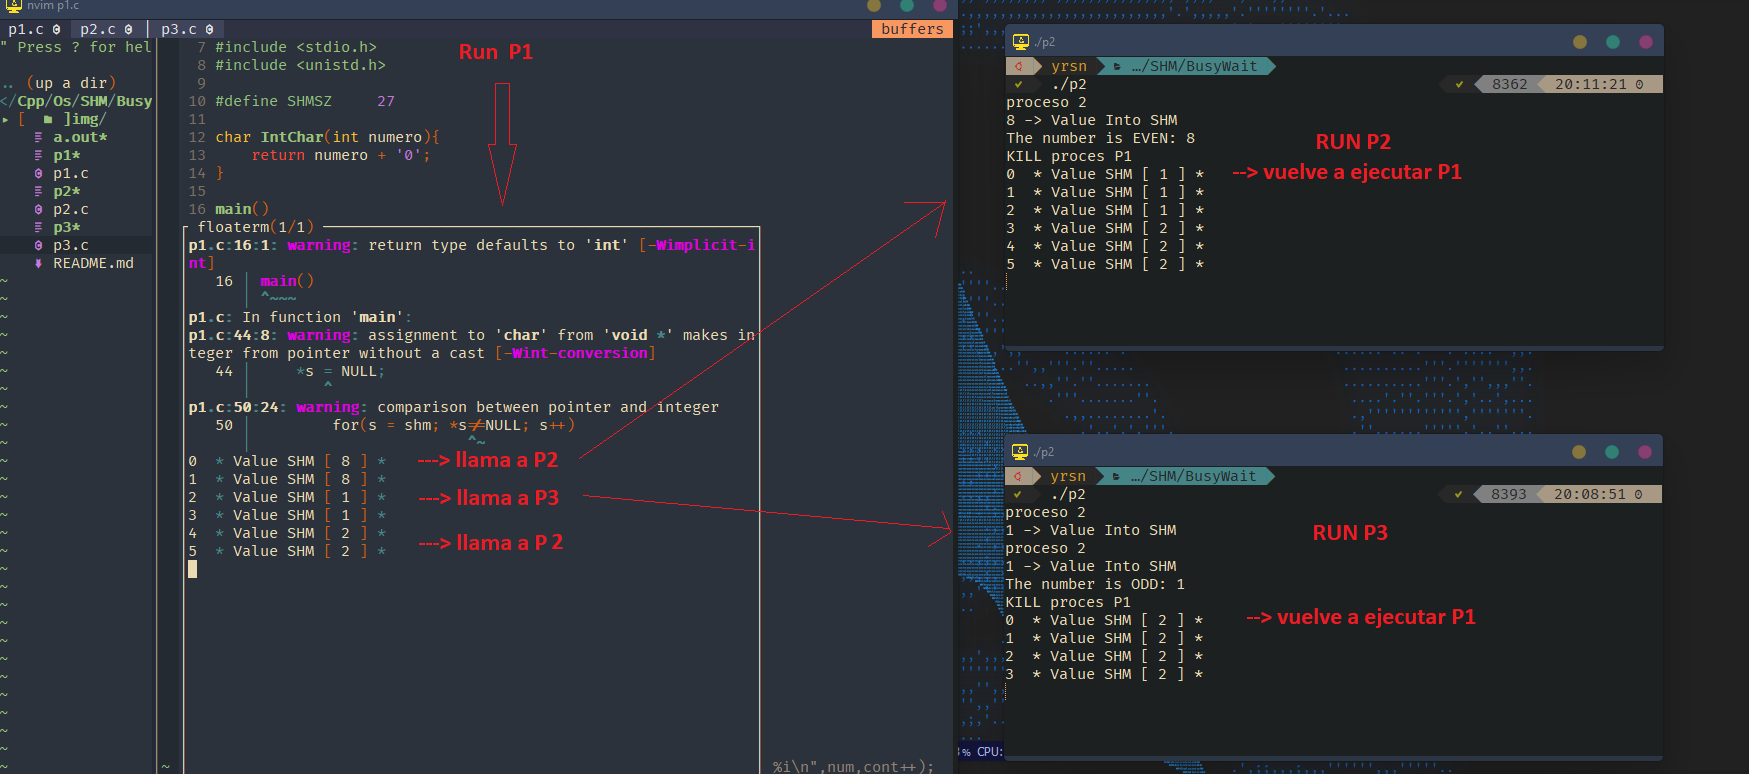 nvim p1.c
p1.c
p2.c
p3.c
buffers
" Press ? for hel
.. (up a dir)
</Cpp/Os/SHM/Busy
[ ]img/
a.out*
p1*
p1.c
p2*
p2.c
p3*
p3.c
README.md
7 #include <stdio.h>
8 #include <unistd.h>
9
10 #define SHMSZ     27
11
12 char IntChar(int numero){
13     return numero + '0';
14 }
15
16 main()
Run P1
floaterm(1/1)
p1.c:16:1: warning: return type defaults to 'int' [-Wimplicit-i
nt]
16 | main()
| ^~~~
p1.c: In function 'main':
p1.c:44:8: warning: assignment to 'char' from 'void *' makes in
teger from pointer without a cast [-Wint-conversion]
44 |     *s = NULL;
|        ^
p1.c:50:24: warning: comparison between pointer and integer
50 |         for(s = shm; *s≠NULL; s++)
|                        ^~
0  * Value SHM [ 8 ] *
---> llama a P2
1  * Value SHM [ 8 ] *
2  * Value SHM [ 1 ] *
---> llama a P3
3  * Value SHM [ 1 ] *
4  * Value SHM [ 2 ] *
---> llama a P 2
5  * Value SHM [ 2 ] *
%i\n",num,cont++);
./p2
yrsn …/SHM/BusyWait
✔ ./p2
✔ 8362 20:11:21
proceso 2
8 -> Value Into SHM
The number is EVEN: 8
KILL proces P1
0  * Value SHM [ 1 ] *
1  * Value SHM [ 1 ] *
2  * Value SHM [ 1 ] *
3  * Value SHM [ 2 ] *
4  * Value SHM [ 2 ] *
5  * Value SHM [ 2 ] *
RUN P2
--> vuelve a ejecutar P1
./p2
yrsn …/SHM/BusyWait
✔ ./p2
✔ 8393 20:08:51
proceso 2
1 -> Value Into SHM
proceso 2
1 -> Value Into SHM
The number is ODD: 1
KILL proces P1
0  * Value SHM [ 2 ] *
1  * Value SHM [ 2 ] *
2  * Value SHM [ 2 ] *
3  * Value SHM [ 2 ] *
RUN P3
--> vuelve a ejecutar P1
% CPU: